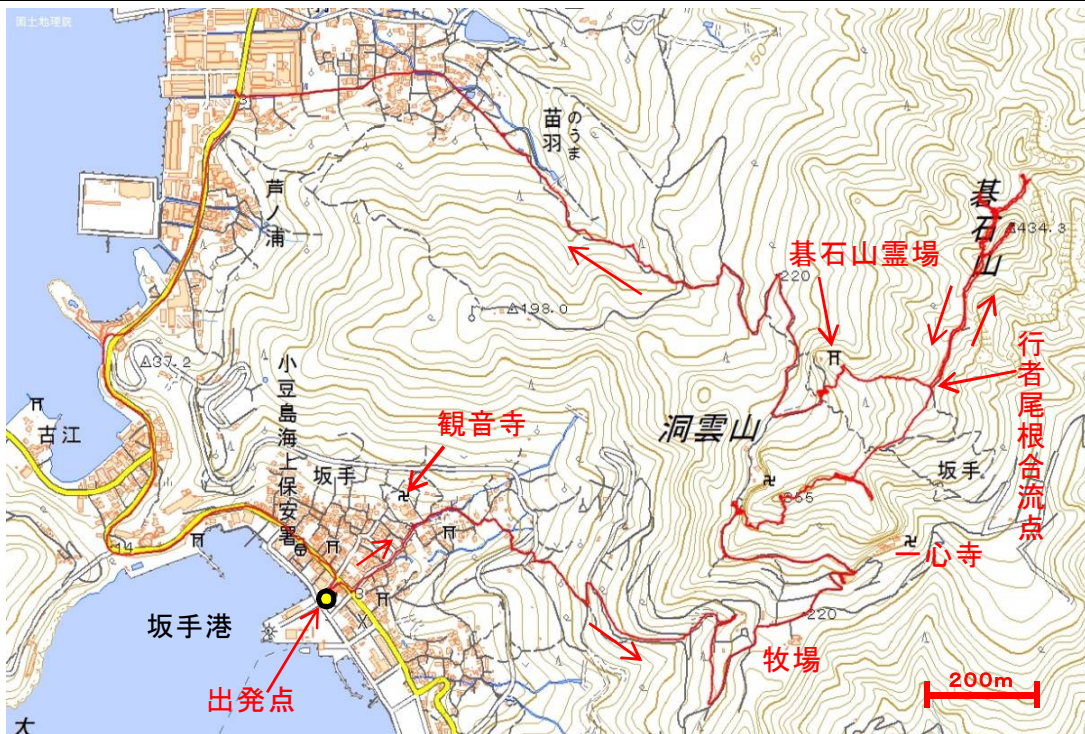 国土地理院
150
苗羽
のうま
芦ノ浦
碁石山
434.3
碁石山霊場
220
198.0
37.2
小豆島海上保安署
行者尾根合流点
古江
観音寺
洞雲山
坂手
坂手
355
一心寺
14
3
坂手港
220
牧場
出発点
200m
大